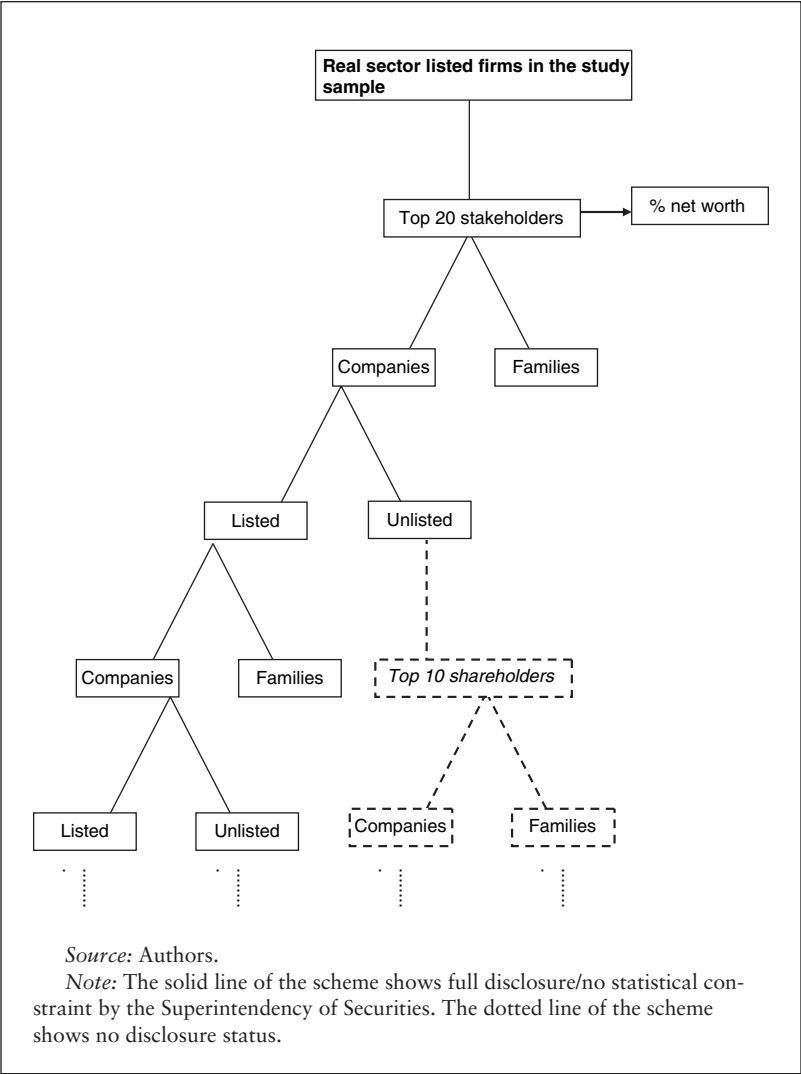 Real sector listed firms in the study
sample
Top 20 stakeholders
% net worth
Companies
Families
Listed
Unlisted
Companies
Families
Top 10 shareholders
Listed
Unlisted
Companies
Families
Source: Authors.
Note: The solid line of the scheme shows full disclosure/no statistical con-
straint by the Superintendency of Securities. The dotted line of the scheme
shows no disclosure status.